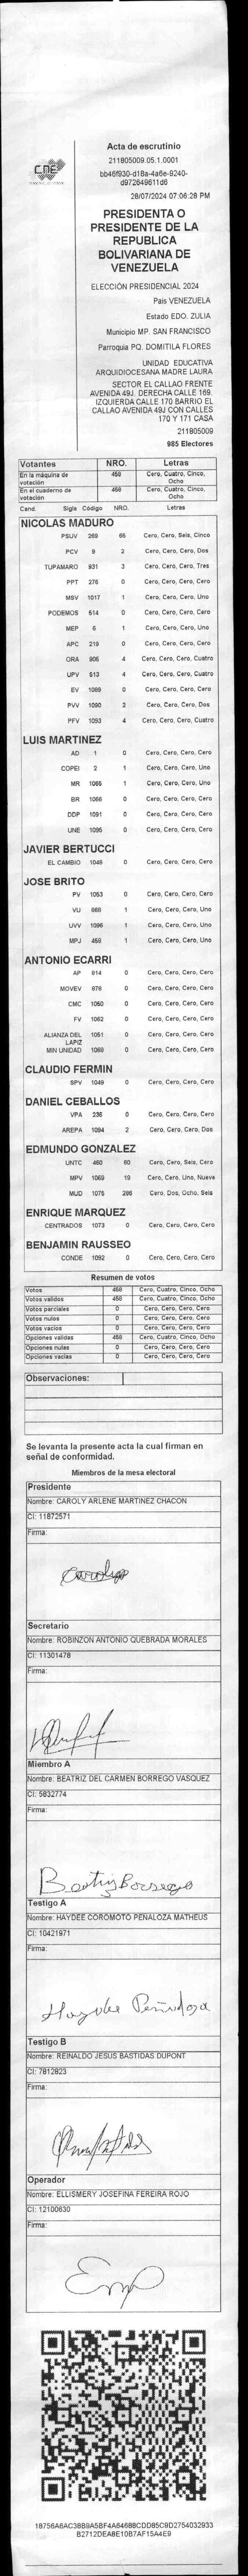 CNE
Acta de escrutinio
211805009.05.1.0001
bb46f930-d18a-4a6e-9240-
d972649611d6
28/07/2024 07:06:28 PM
PRESIDENTA O
PRESIDENTE DE LA
REPUBLICA
BOLIVARIANA DE
VENEZUELA
ELECCIÓN PRESIDENCIAL 2024
Pais VENEZUELA
Estado EDO. ZULIA
Municipio MP. SAN FRANCISCO
Parroquia PQ. DOMITILA FLORES
UNIDAD EDUCATIVA
ARQUIDIOCESANA MADRE LAURA
SECTOR EL CALLAO FRENTE
AVENIDA 49J. DERECHA CALLE 169.
IZQUIERDA CALLE 170 BARRIO EL
CALLAO AVENIDA 49J CON CALLES
170 Y 171 CASA
211805009
985 Electores
Votantes NRO. Letras
En la máquina de votación 458 Cero, Cuatro, Cinco, Ocho
En el cuaderno de votación 458 Cero, Cuatro, Cinco, Ocho
Cand. Sigla Código NRO. Letras
NICOLAS MADURO
PSUV 269 65 Cero, Cero, Seis, Cinco
PCV 9 2 Cero, Cero, Cero, Dos
TUPAMARO 931 3 Cero, Cero, Cero, Tres
PPT 276 0 Cero, Cero, Cero, Cero
MSV 1017 1 Cero, Cero, Cero, Uno
PODEMOS 514 0 Cero, Cero, Cero, Cero
MEP 6 1 Cero, Cero, Cero, Uno
APC 219 0 Cero, Cero, Cero, Cero
ORA 905 4 Cero, Cero, Cero, Cuatro
UPV 513 4 Cero, Cero, Cero, Cuatro
EV 1089 0 Cero, Cero, Cero, Cero
PVV 1090 2 Cero, Cero, Cero, Dos
PFV 1093 4 Cero, Cero, Cero, Cuatro
LUIS MARTINEZ
AD 1 0 Cero, Cero, Cero, Cero
COPEI 2 1 Cero, Cero, Cero, Uno
MR 1065 1 Cero, Cero, Cero, Uno
BR 1066 0 Cero, Cero, Cero, Cero
DDP 1091 0 Cero, Cero, Cero, Cero
UNE 1095 0 Cero, Cero, Cero, Cero
JAVIER BERTUCCI
EL CAMBIO 1048 0 Cero, Cero, Cero, Cero
JOSE BRITO
PV 1053 0 Cero, Cero, Cero, Cero
VU 868 1 Cero, Cero, Cero, Uno
UVV 1096 1 Cero, Cero, Cero, Uno
MPJ 459 1 Cero, Cero, Cero, Uno
ANTONIO ECARRI
AP 814 0 Cero, Cero, Cero, Cero
MOVEV 878 0 Cero, Cero, Cero, Cero
CMC 1050 0 Cero, Cero, Cero, Cero
FV 1062 0 Cero, Cero, Cero, Cero
ALIANZA DEL LAPIZ 1051 0 Cero, Cero, Cero, Cero
MIN UNIDAD 1068 0 Cero, Cero, Cero, Cero
CLAUDIO FERMIN
SPV 1049 0 Cero, Cero, Cero, Cero
DANIEL CEBALLOS
VPA 236 0 Cero, Cero, Cero, Cero
AREPA 1094 2 Cero, Cero, Cero, Dos
EDMUNDO GONZALEZ
UNTC 460 60 Cero, Cero, Seis, Cero
MPV 1069 19 Cero, Cero, Uno, Nueve
MUD 1075 286 Cero, Dos, Ocho, Seis
ENRIQUE MARQUEZ
CENTRADOS 1073 0 Cero, Cero, Cero, Cero
BENJAMIN RAUSSEO
CONDE 1092 0 Cero, Cero, Cero, Cero
Resumen de votos
Votos 458 Cero, Cuatro, Cinco, Ocho
Votos validos 458 Cero, Cuatro, Cinco, Ocho
Votos parciales 0 Cero, Cero, Cero, Cero
Votos nulos 0 Cero, Cero, Cero, Cero
Votos vacios 0 Cero, Cero, Cero, Cero
Opciones validas 458 Cero, Cuatro, Cinco, Ocho
Opciones nulas 0 Cero, Cero, Cero, Cero
Opciones vacias 0 Cero, Cero, Cero, Cero
Observaciones:
Se levanta la presente acta la cual firman en
señal de conformidad.
Miembros de la mesa electoral
Presidente
Nombre: CAROLY ARLENE MARTINEZ CHACON
CI: 11872571
Firma:
Caroly
Secretario
Nombre: ROBINZON ANTONIO QUEBRADA MORALES
CI: 11301478
Firma:
Miembro A
Nombre: BEATRIZ DEL CARMEN BORREGO VASQUEZ
CI: 5832774
Firma:
Beatriz Borrego
Testigo A
Nombre: HAYDEE COROMOTO PENALOZA MATHEUS
CI: 10421971
Firma:
Haydee Peñaloza
Testigo B
Nombre: REINALDO JESUS BASTIDAS DUPONT
CI: 7812823
Firma:
Operador
Nombre: ELLISMERY JOSEFINA FEREIRA ROJO
CI: 12100630
Firma:
18756A6AC38B9A5BF4A64688CDD85C9D2754032933
B2712DEA8E10B7AF15A4E9